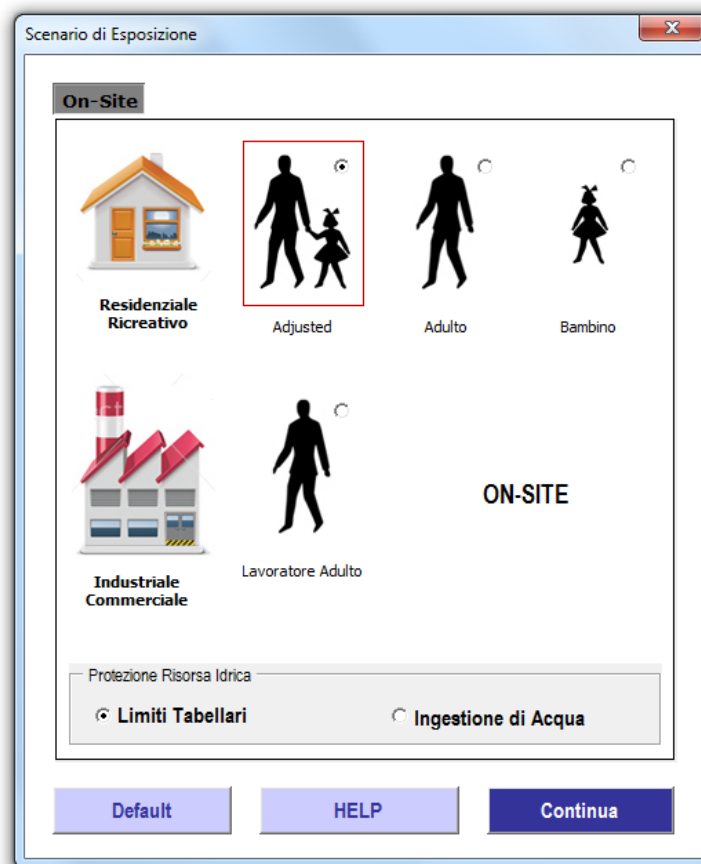 Scenario di Esposizione
On-Site
Residenziale
Ricreativo
Adjusted
Adulto
Bambino
ON-SITE
Industriale
Commerciale
Lavoratore Adulto
Protezione Risorsa Idrica
Limiti Tabellari
Ingestione di Acqua
Default
HELP
Continua